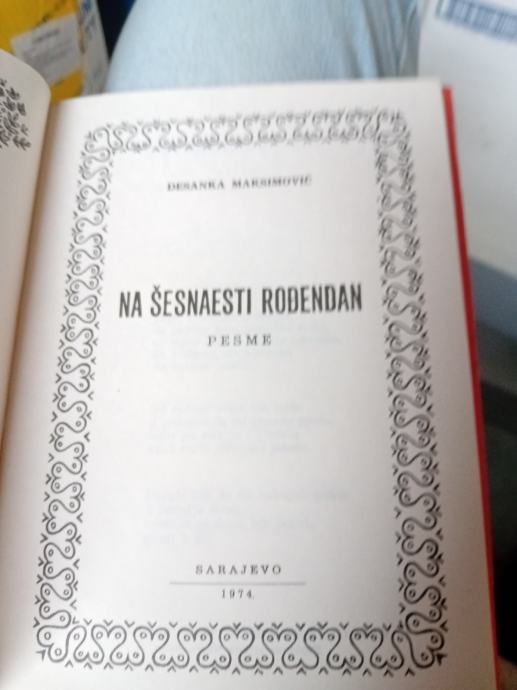 DESANKA MAKSIMOVIĆ
NA ŠESNAESTI ROĐENDAN
PESME
SARAJEVO
1974.